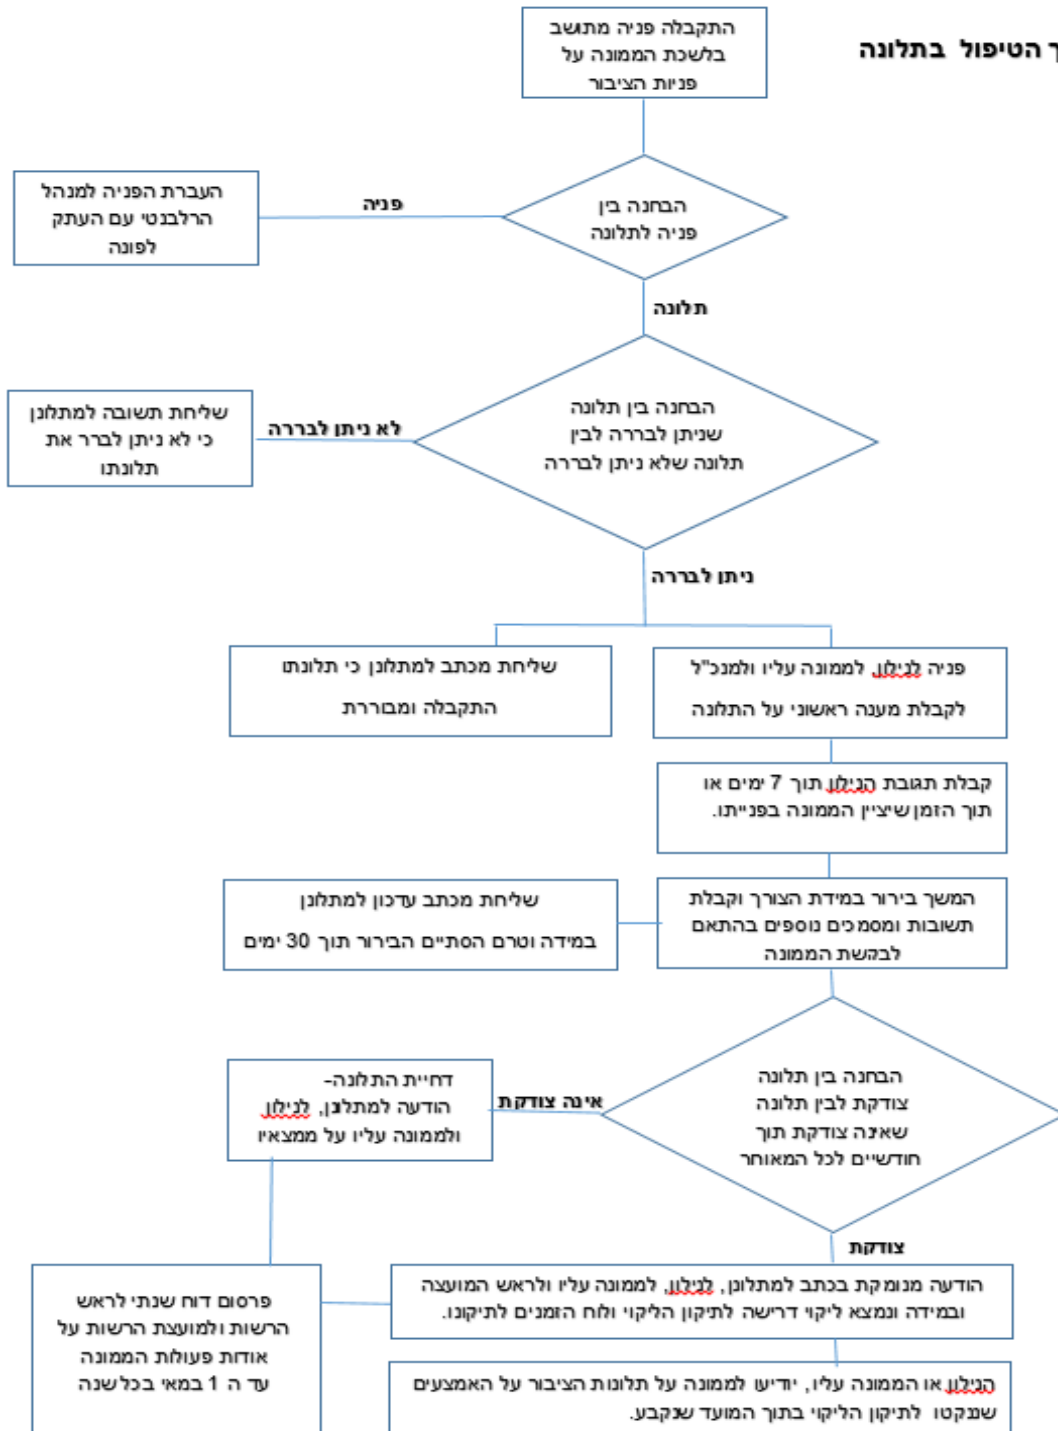 ך הטיפול בתלונה
התקבלה פניה מתושב
בלשכת הממונה על
פניות הציבור
הבחנה בין
פניה לתלונה
פניה
העברת הפניה למנהל
הרלבנטי עם העתק
לפונה
תלונה
הבחנה בין תלונה
שניתן לבררה לבין
תלונה שלא ניתן לבררה
לא ניתן לבררה
שליחת תשובה למתלונן
כי לא ניתן לברר את
תלונתו
ניתן לבררה
פניה לנילון, לממונה עליו ולמנכ"ל
לקבלת מענה ראשוני על התלונה
שליחת מכתב למתלונן כי תלונתו
התקבלה ומבוררת
קבלת תגובת הנילון תוך 7 ימים או
תוך הזמן שיציין הממונה בפנייתו.
המשך בירור במידת הצורך וקבלת
תשובות ומסמכים נוספים בהתאם
לבקשת הממונה
שליחת מכתב עדכון למתלונן
במידה וטרם הסתיים הבירור תוך 30 ימים
הבחנה בין תלונה
צודקת לבין תלונה
שאינה צודקת תוך
חודשיים לכל המאוחר
אינה צודקת
דחיית התלונה-
הודעה למתלונן, לנילון
ולממונה עליו על ממצאיו
צודקת
הודעה מנומקת בכתב למתלונן, לנילון, לממונה עליו ולראש המועצה
ובמידה ונמצא ליקוי דרישה לתיקון הליקוי ולוח הזמנים לתיקונו.
פרסום דוח שנתי לראש
הרשות ולמועצת הרשות על
אודות פעולות הממונה
עד ה 1 במאי בכל שנה
הנילון או הממונה עליו, יודיעו לממונה על תלונות הציבור על האמצעים
שננקטו לתיקון הליקוי בתוך המועד שנקבע.